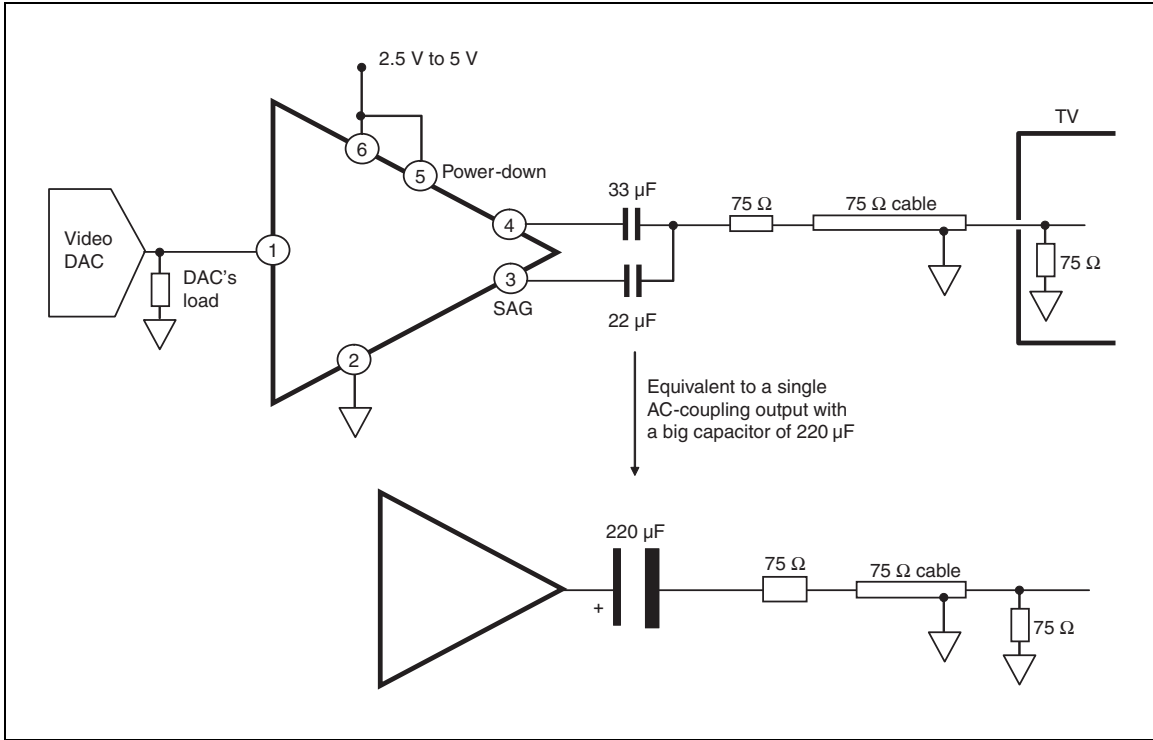 2.5 V to 5 V
TV
6
5
Power-down
33 µF
4
75 Ω
75 Ω cable
Video
DAC
1
DAC's
load
75 Ω
3
SAG
22 µF
2
Equivalent to a single
AC-coupling output with
a big capacitor of 220 µF
220 µF
+
75 Ω
75 Ω cable
75 Ω